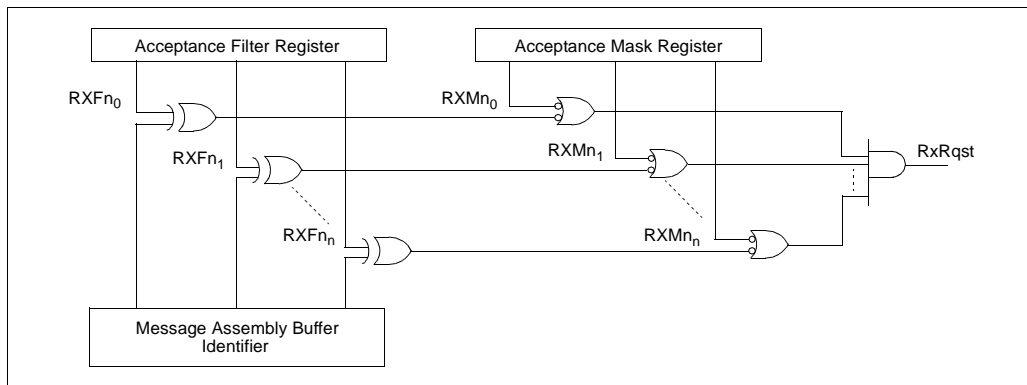 Acceptance Filter Register
Acceptance Mask Register
RXFn0
RXMn0
RXFn1
RXMn1
RxRqst
RXFnn
RXMnn
Message Assembly Buffer
Identifier